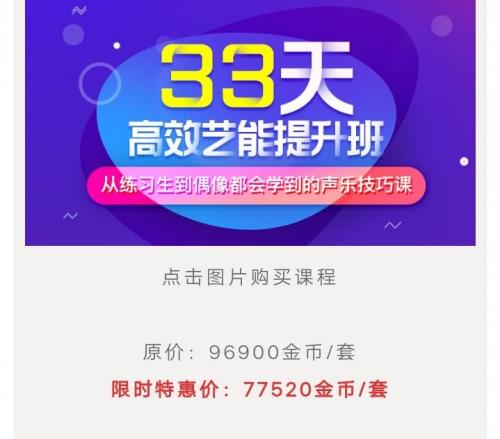 33天
高效艺能提升班
从练习生到偶像都会学到的声乐技巧课
点击图片购买课程
原价：96900金币/套
限时特惠价：77520金币/套